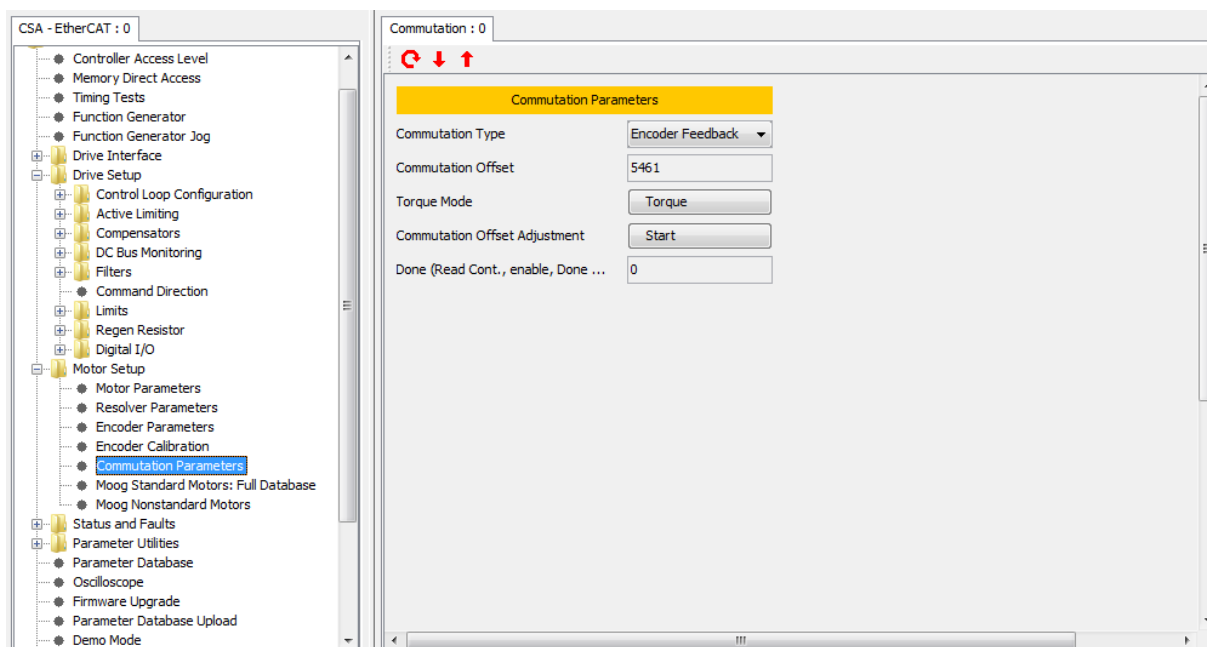 CSA - EtherCAT : 0
Controller Access Level
Memory Direct Access
Timing Tests
Function Generator
Function Generator Jog
Drive Interface
Drive Setup
Control Loop Configuration
Active Limiting
Compensators
DC Bus Monitoring
Filters
Command Direction
Limits
Regen Resistor
Digital I/O
Motor Setup
Motor Parameters
Resolver Parameters
Encoder Parameters
Encoder Calibration
Commutation Parameters
Moog Standard Motors: Full Database
Moog Nonstandard Motors
Status and Faults
Parameter Utilities
Parameter Database
Oscilloscope
Firmware Upgrade
Parameter Database Upload
Demo Mode
Commutation : 0
Commutation Parameters
Commutation Type Encoder Feedback
Commutation Offset 5461
Torque Mode Torque
Commutation Offset Adjustment Start
Done (Read Cont., enable, Done ... 0